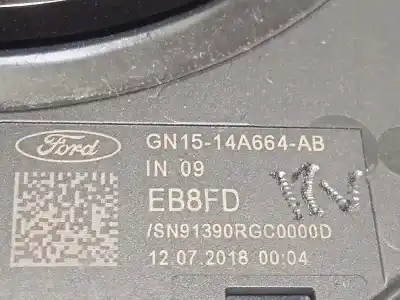 Ford
GN15-14A664-AB
IN 09
EB8FD
/SN91390RGC0000D
12.07.2018 00:04